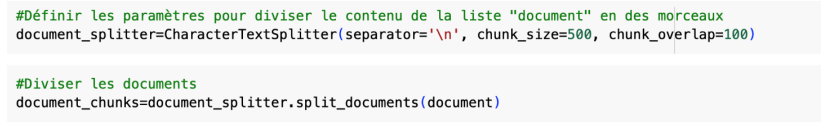 #Définir les paramètres pour diviser le contenu de la liste "document" en des morceaux
document_splitter=CharacterTextSplitter(separator='\n', chunk_size=500, chunk_overlap=100)
#Diviser les documents
document_chunks=document_splitter.split_documents(document)